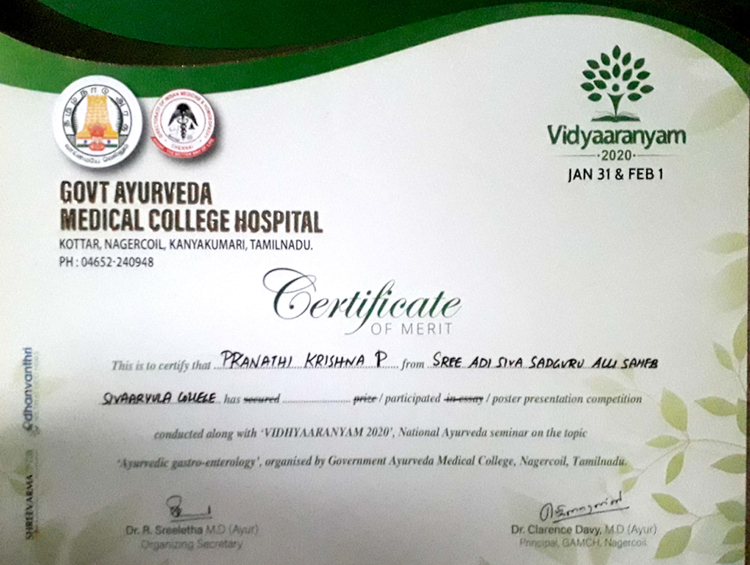 Vidyaaranyam
2020
JAN 31 & FEB 1
GOVT AYURVEDA
MEDICAL COLLEGE HOSPITAL
KOTTAR, NAGERCOIL, KANYAKUMARI, TAMILNADU.
PH : 04652-240948
Certificate
OF MERIT
This is to certify that PRANATHI KRISHNA P from SREE ADI SIVA SADGURU ALLI SAHEB
SIVAARYULA COLLEGE has secured ........................ prize / participated in essay / poster presentation competition
conducted along with 'VIDHYAARANYAM 2020', National Ayurveda seminar on the topic
'Ayurvedic gastro-enterology', organised by Government Ayurveda Medical College, Nagercoil, Tamilnadu.
Dr. R. Sreeletha M.D (Ayur)
Organizing Secretary
Dr. Clarence Davy, M.D (Ayur)
Principal, GAMCH, Nagercoil.
dhanvanthri
SHREEVARMA